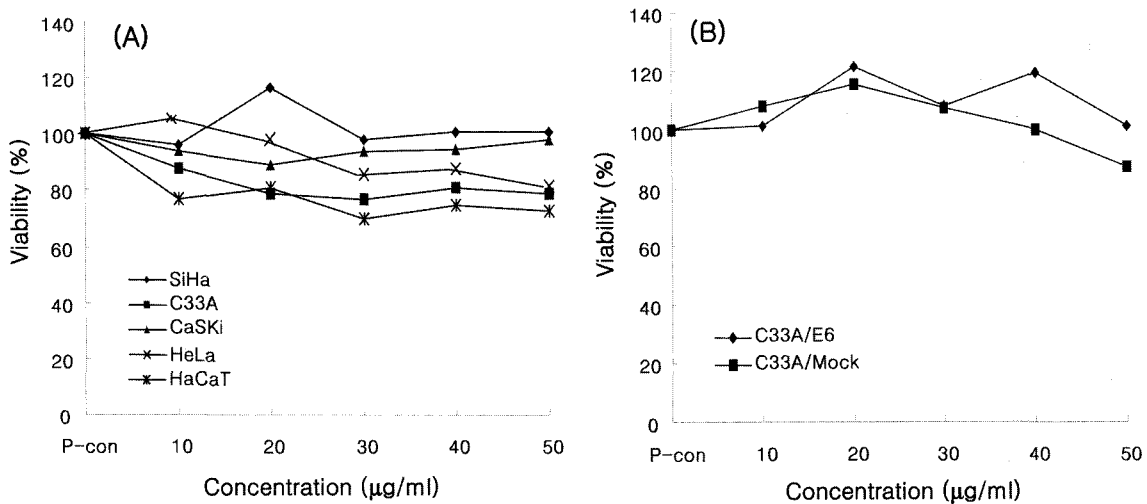 (A)
140
120
100
80
60
40
20
0
Viability (%)
SiHa
C33A
CaSKi
HeLa
HaCaT
P-con 10 20 30 40 50
Concentration (μg/ml)
(B)
140
120
100
80
60
40
20
0
Viability (%)
C33A/E6
C33A/Mock
P-con 10 20 30 40 50
Concentration (μg/ml)